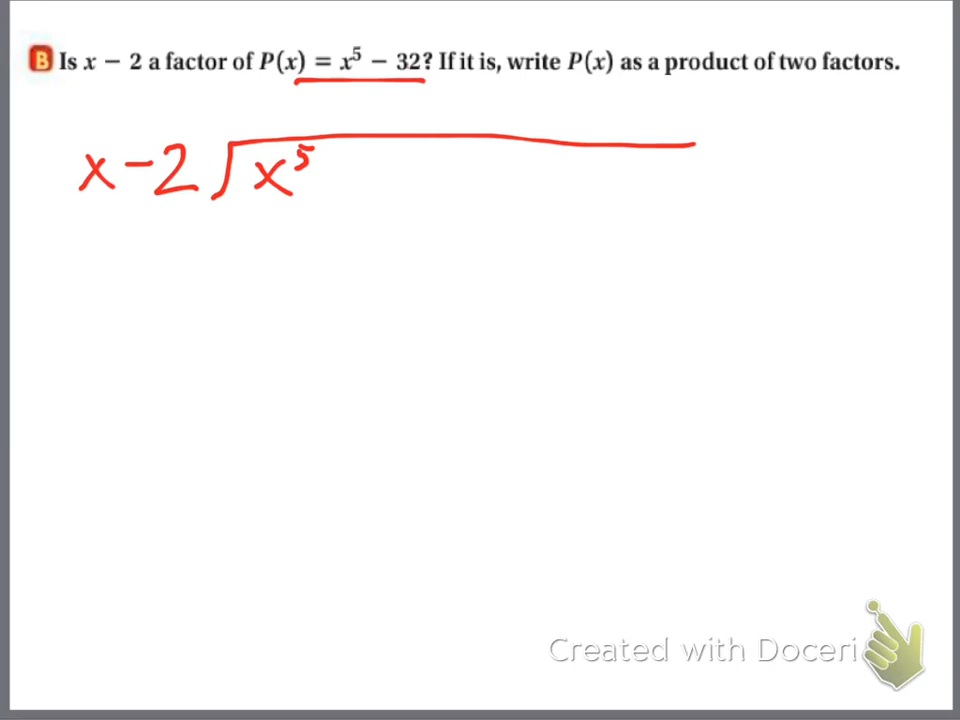 B Is x − 2 a factor of P(x) = x⁵ − 32? If it is, write P(x) as a product of two factors.
x − 2 √x⁵
Created with Doceri